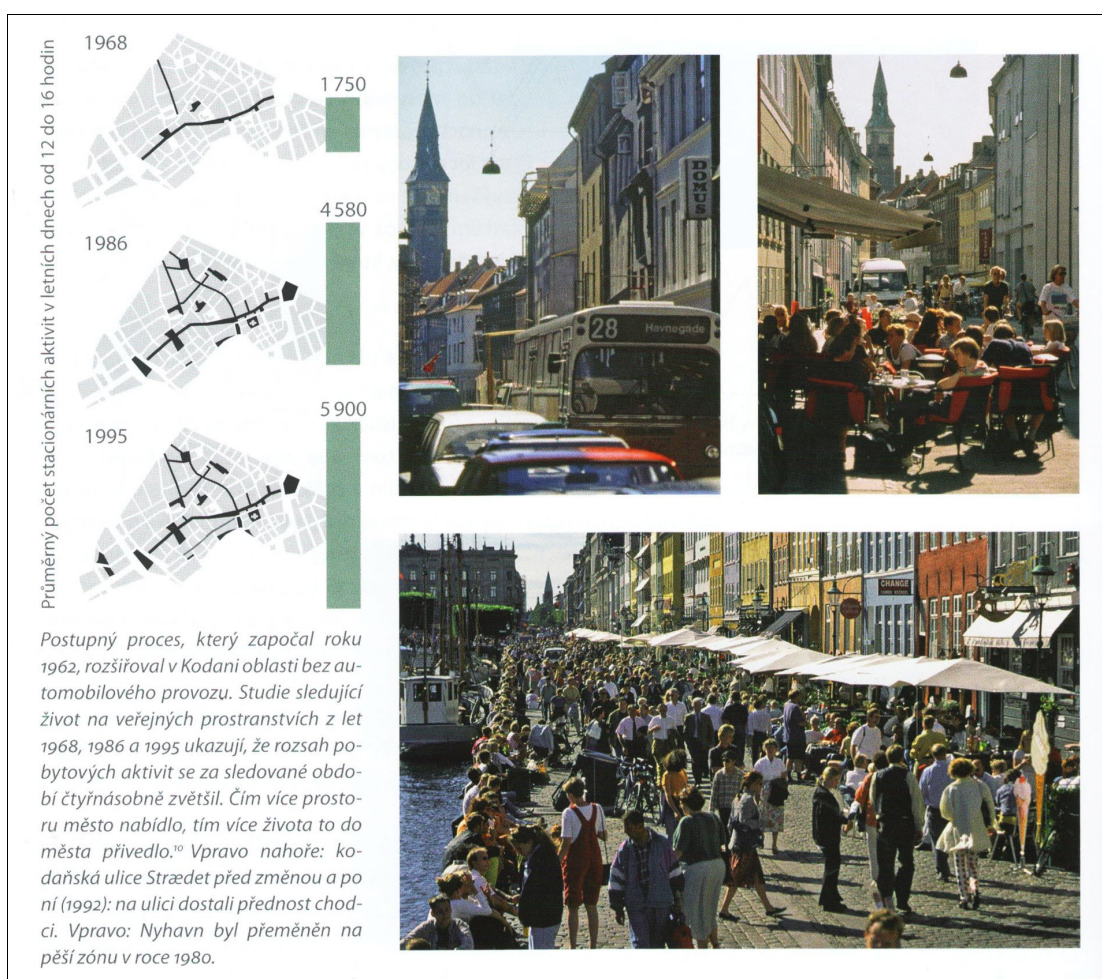 Průměrný počet stacionárních aktivit v letních dnech od 12 do 16 hodin
1968
1 750
1986
4 580
1995
5 900
Postupný proces, který započal roku
1962, rozšiřoval v Kodani oblasti bez au-
tomobilového provozu. Studie sledující
život na veřejných prostranstvích z let
1968, 1986 a 1995 ukazují, že rozsah po-
bytových aktivit se za sledované obdo-
bí čtyřnásobně zvětšil. Čím více prosto-
ru město nabídlo, tím více života to do
města přivedlo.¹⁰ Vpravo nahoře: ko-
daňská ulice Strædet před změnou a po
ní (1992): na ulici dostali přednost chod-
ci. Vpravo: Nyhavn byl přeměněn na
pěší zónu v roce 1980.
DOMUS
28 Havnegade
CHANGE